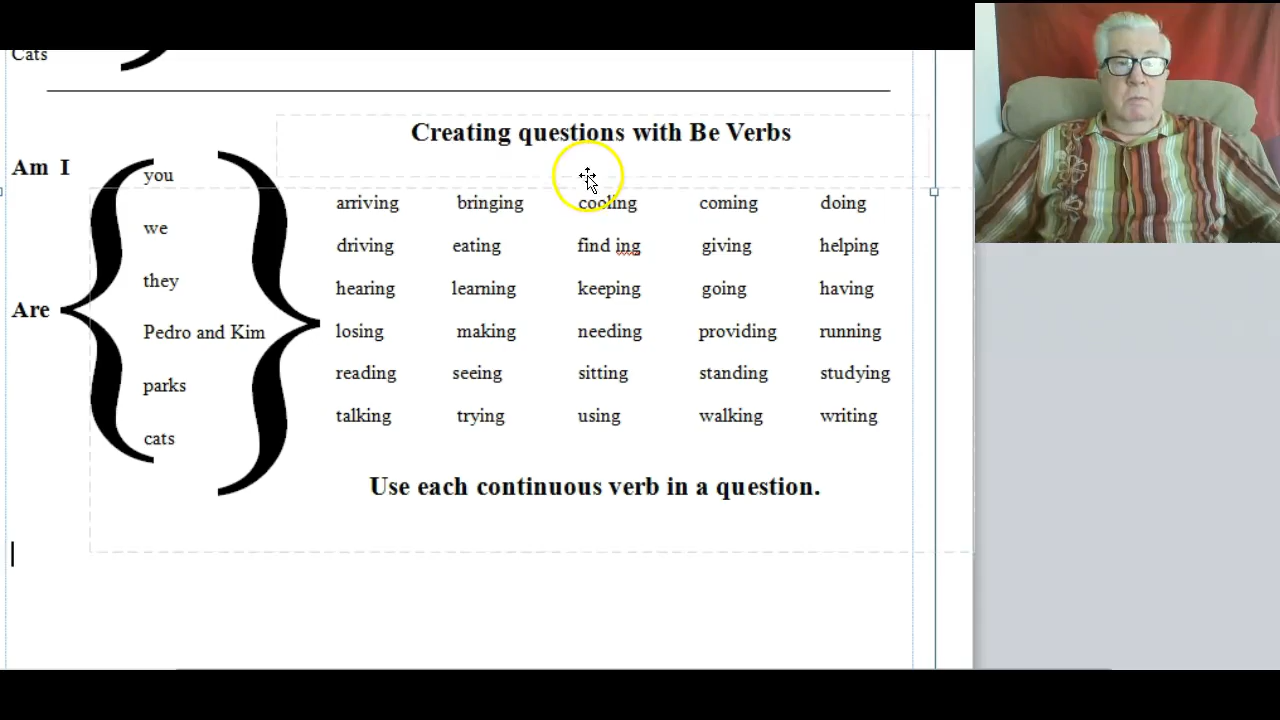 Cats
Creating questions with Be Verbs
Am I
you
we
they
Are
Pedro and Kim
parks
cats
arriving bringing cooling coming doing
driving eating find ing giving helping
hearing learning keeping going having
losing making needing providing running
reading seeing sitting standing studying
talking trying using walking writing
Use each continuous verb in a question.